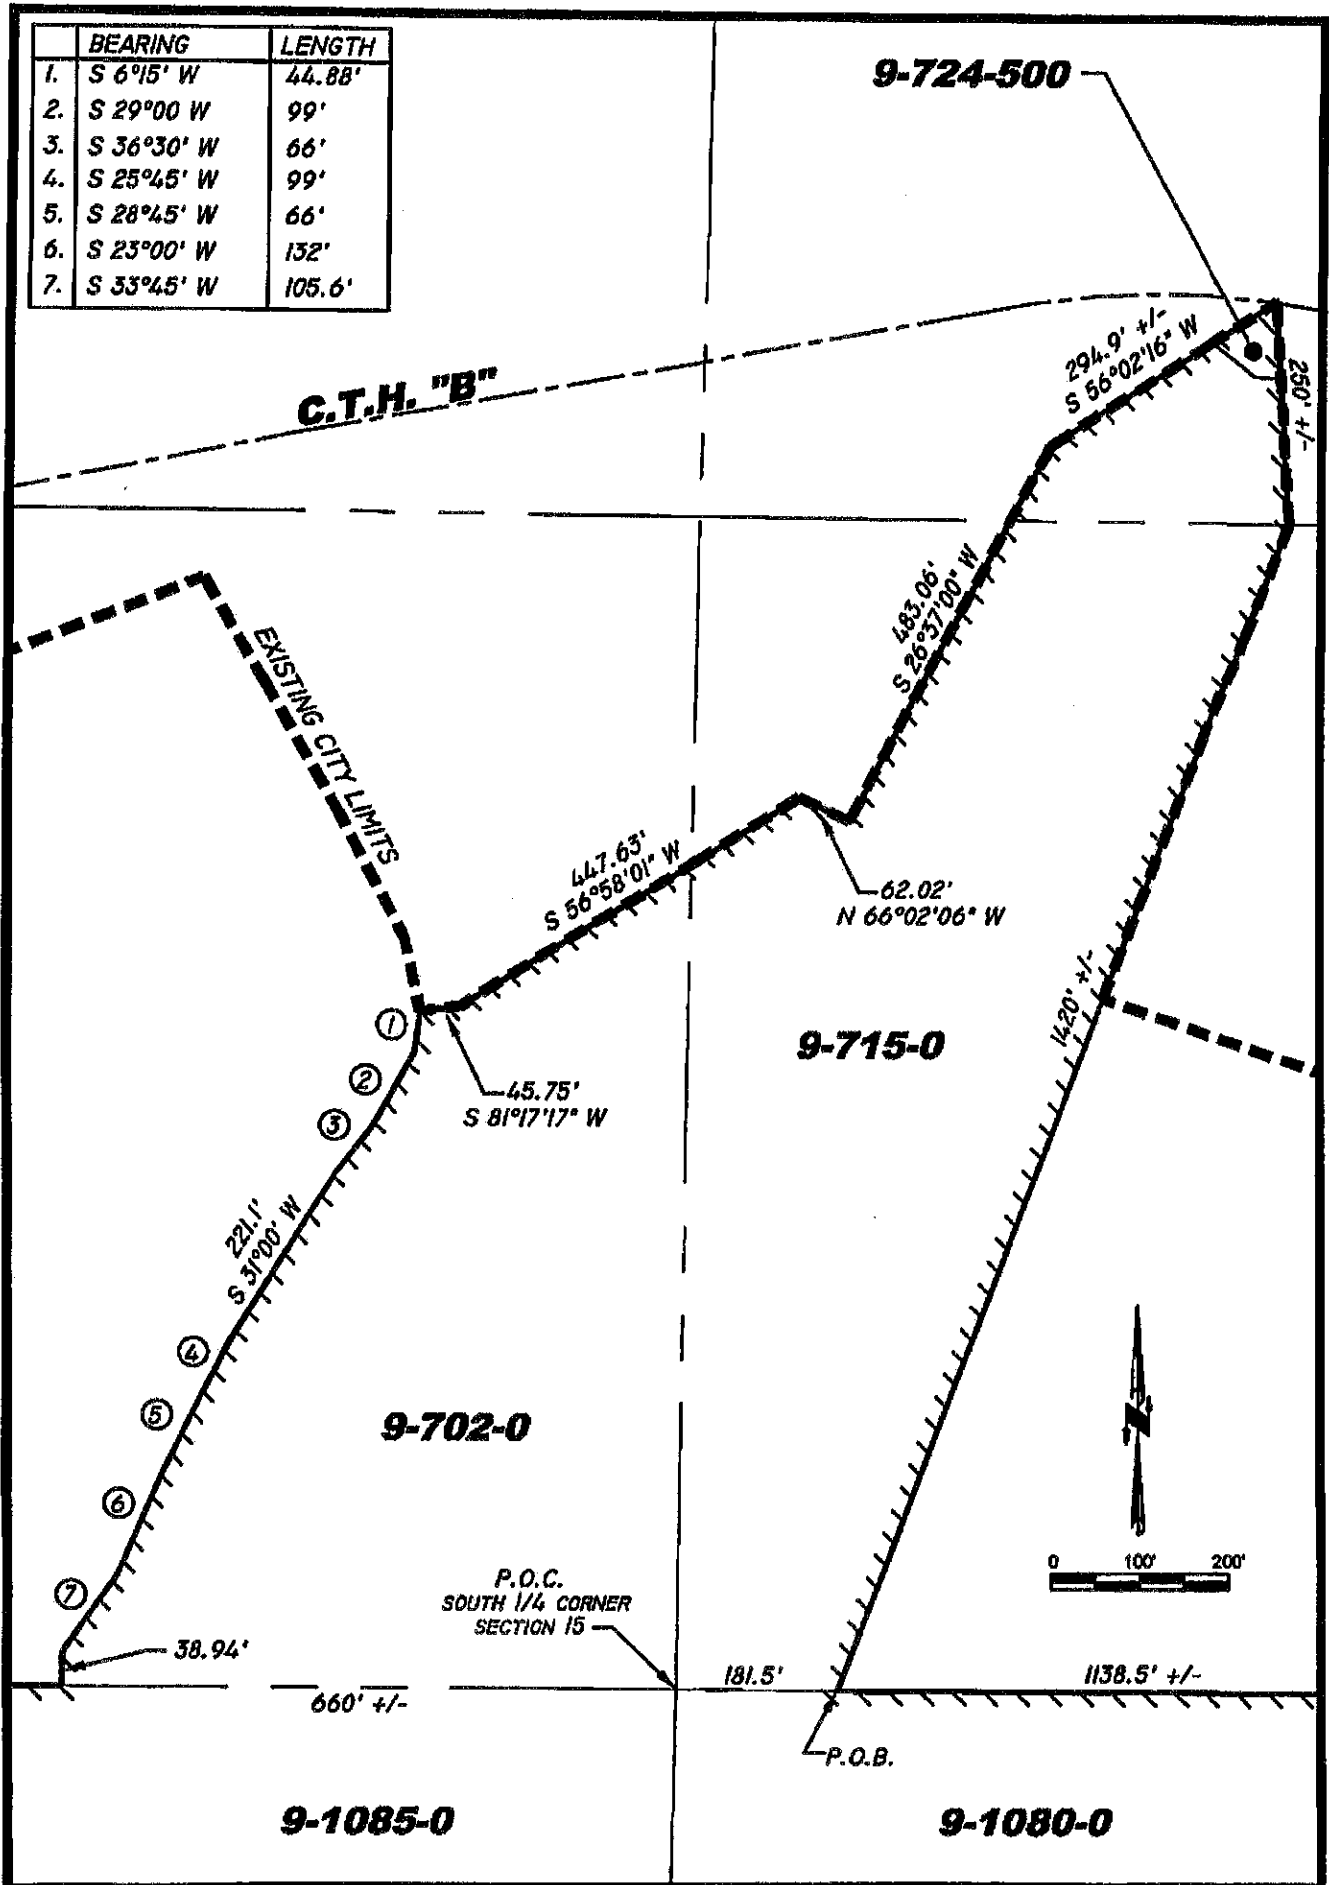 BEARING LENGTH
1. S 6°15' W 44.88'
2. S 29°00 W 99'
3. S 36°30' W 66'
4. S 25°45' W 99'
5. S 28°45' W 66'
6. S 23°00' W 132'
7. S 33°45' W 105.6'
9-724-500
C.T.H. "B"
294.9' +/-
S 56°02'16" W
250' +/-
EXISTING CITY LIMITS
483.06'
S 26°37'00" W
447.63'
S 56°58'01" W
62.02'
N 66°02'06" W
1
2
3
45.75'
S 81°17'17" W
9-715-0
1420' +/-
221.1'
S 31°00' W
4
5
6
7
9-702-0
N
0 100' 200'
P.O.C.
SOUTH 1/4 CORNER
SECTION 15
38.94'
660' +/-
181.5'
1138.5' +/-
P.O.B.
9-1085-0
9-1080-0